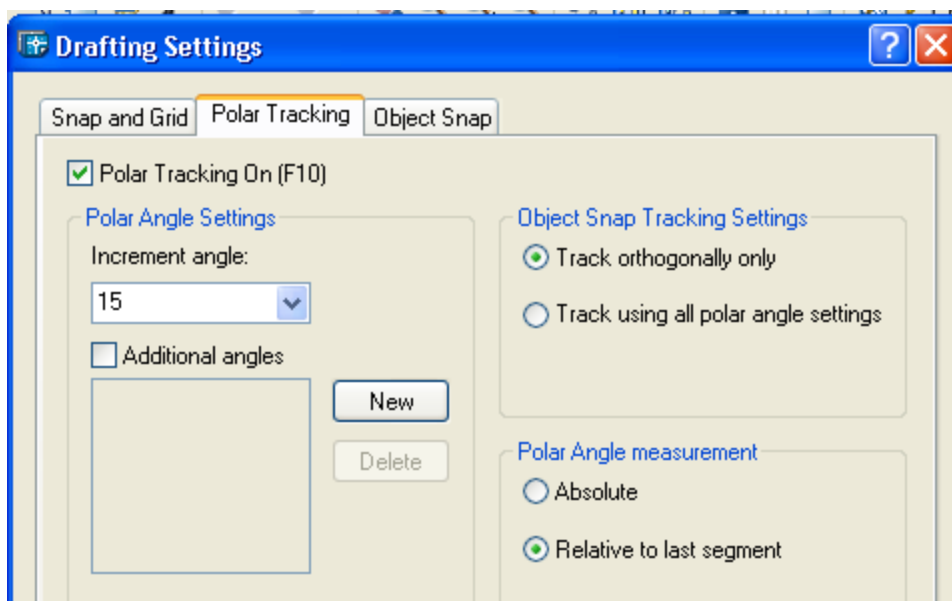 Drafting Settings
Snap and Grid
Polar Tracking
Object Snap
Polar Tracking On (F10)
Polar Angle Settings
Increment angle:
15
Additional angles
New
Delete
Object Snap Tracking Settings
Track orthogonally only
Track using all polar angle settings
Polar Angle measurement
Absolute
Relative to last segment